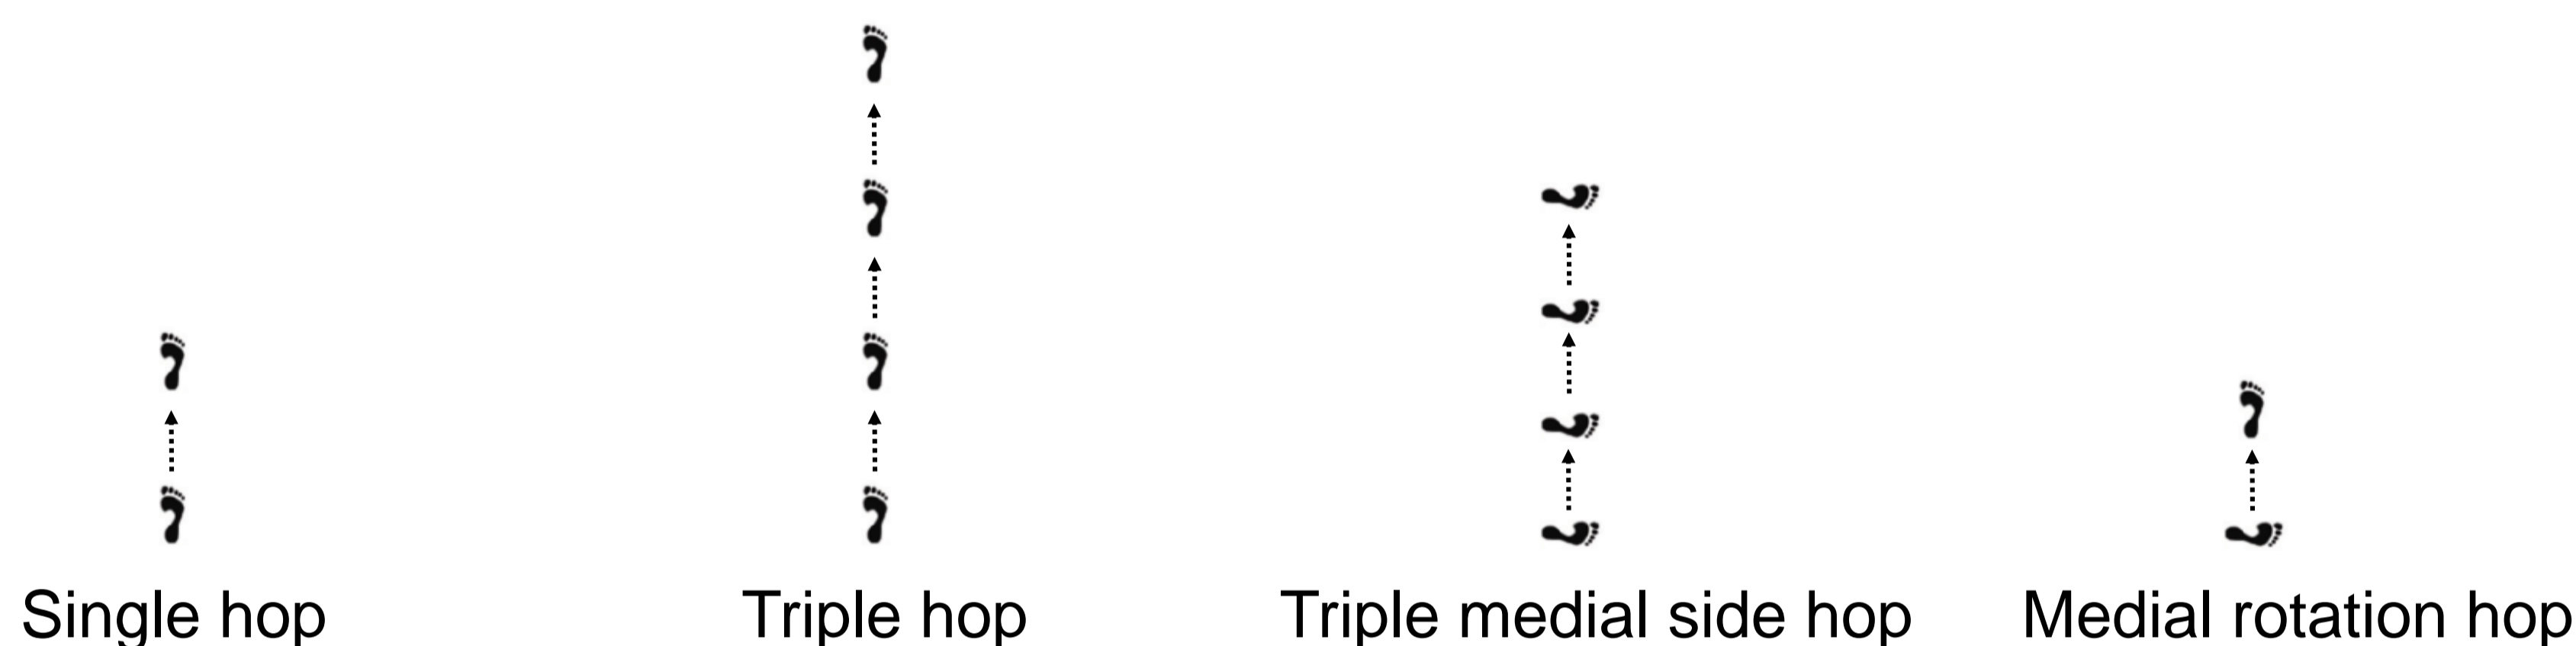 Single hop
Triple hop
Triple medial side hop
Medial rotation hop